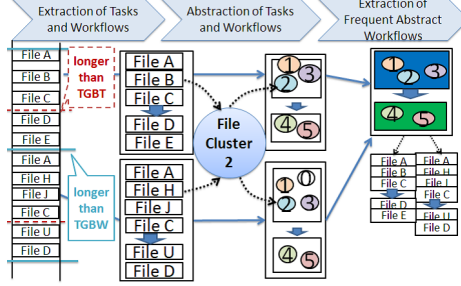 Extraction of Tasks
and Workflows
Abstraction of Tasks
and Workflows
Extraction of
Frequent Abstract
Workflows
File A
File B
File C
File D
File E
File A
File H
File J
File C
File U
File D
longer
than
TGBT
longer
than
TGBW
File A
File B
File C
File D
File E
File A
File H
File J
File C
File U
File D
File
Cluster
2
1
2
3
4
5
1
0
2
3
4
5
1
2
3
4
5
File A
File B
File C
File D
File E
File A
File H
File C
File U
File D